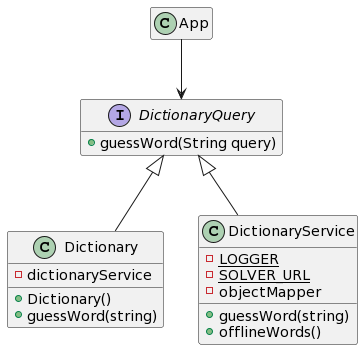 C App
I DictionaryQuery
guessWord(String query)
C Dictionary
dictionaryService
Dictionary()
guessWord(string)
C DictionaryService
LOGGER
SOLVER URL
objectMapper
guessWord(string)
offlineWords()